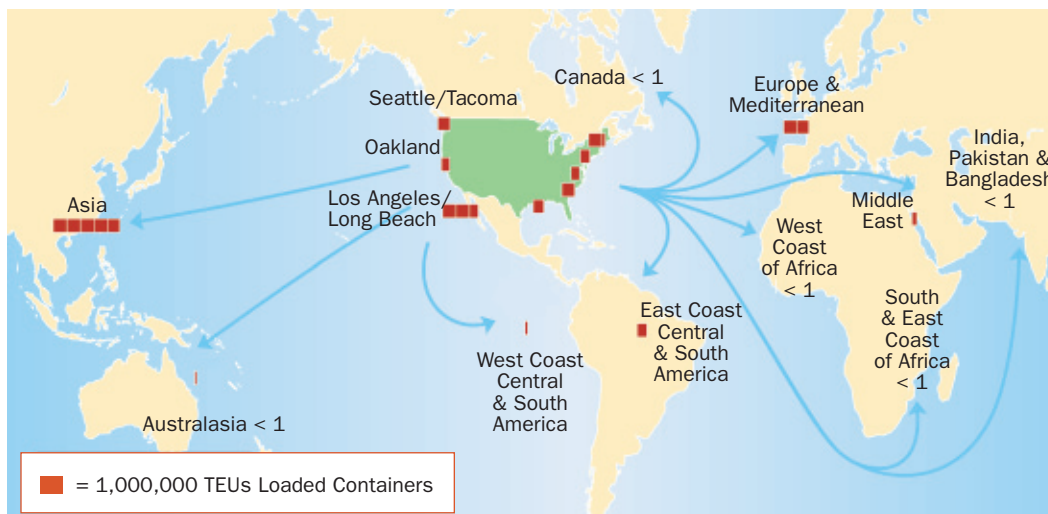 Canada < 1
Europe &
Mediterranean
Seattle/Tacoma
Oakland
India,
Pakistan &
Bangladesh
< 1
Los Angeles/
Long Beach
Asia
Middle
East
West
Coast
of Africa
< 1
South
& East
Coast
of Africa
< 1
East Coast
Central
& South
America
West Coast
Central
& South
America
Australasia < 1
= 1,000,000 TEUs Loaded Containers